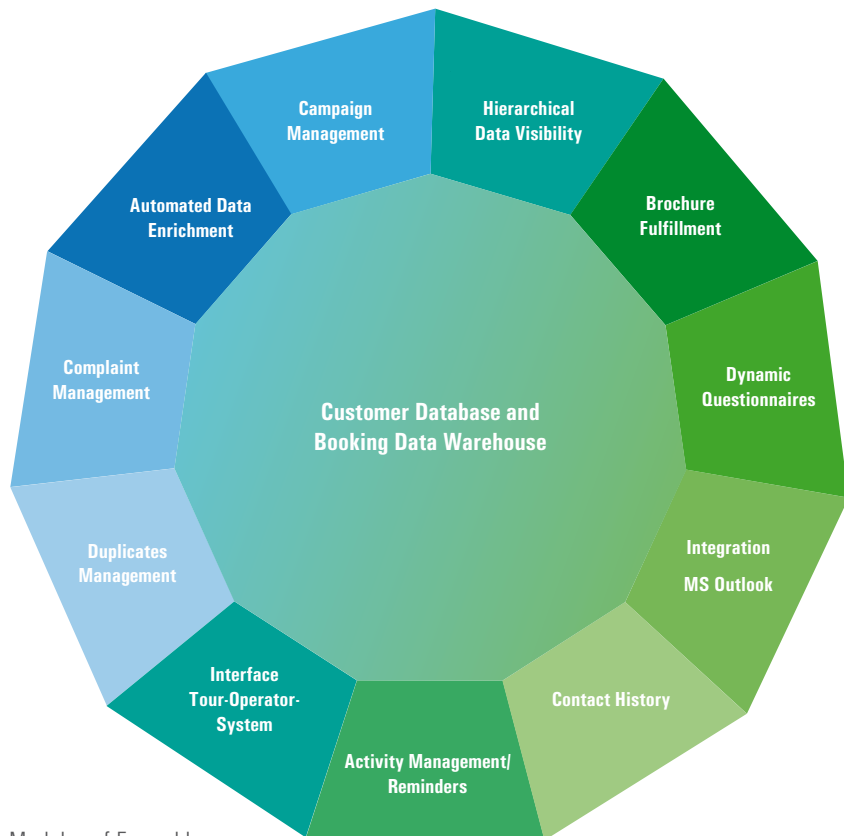 Campaign
Management
Hierarchical
Data Visibility
Brochure
Fulfillment
Automated Data
Enrichment
Dynamic
Questionnaires
Complaint
Management
Customer Database and
Booking Data Warehouse
Integration
MS Outlook
Duplicates
Management
Contact History
Interface
Tour-Operator-
System
Activity Management/
Reminders